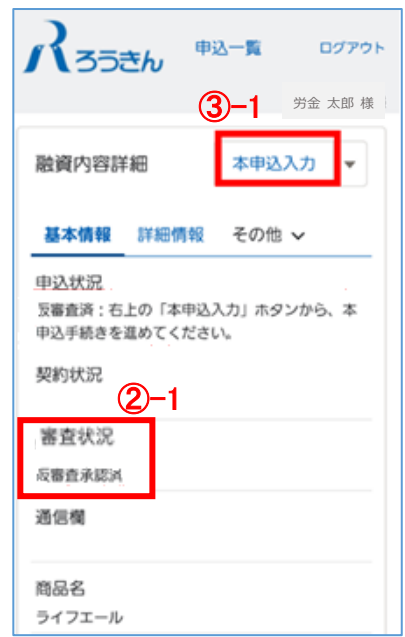 ろうきん
申込一覧
ログアウト
③-1
労金 太郎 様
融資内容詳細
本申込入力
基本情報
詳細情報
その他
申込状況
仮審査済：右上の「本申込入力」ボタンから、本
申込手続きを進めてください。
契約状況
②-1
審査状況
仮審査承認済
通信欄
商品名
ライフエール